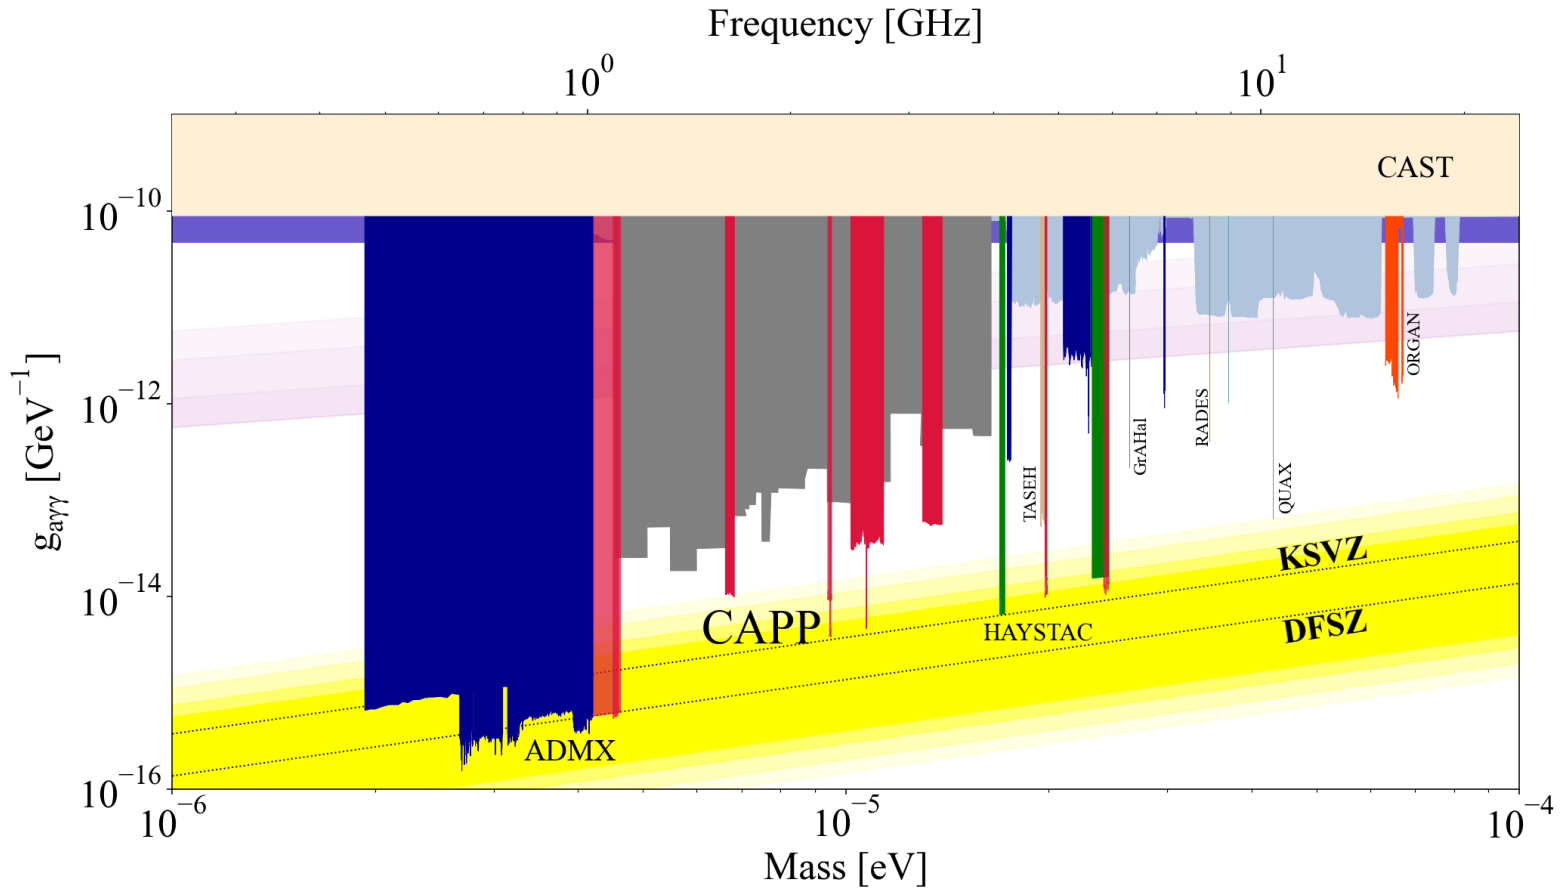 Frequency [GHz]
10^0
10^1
CAST
10^−10
10^−12
10^−14
10^−16
g_aγγ [GeV^−1]
ORGAN
RADES
GrAHal
QUAX
TASEH
KSVZ
CAPP
HAYSTAC
DFSZ
ADMX
10^−6
10^−5
10^−4
Mass [eV]